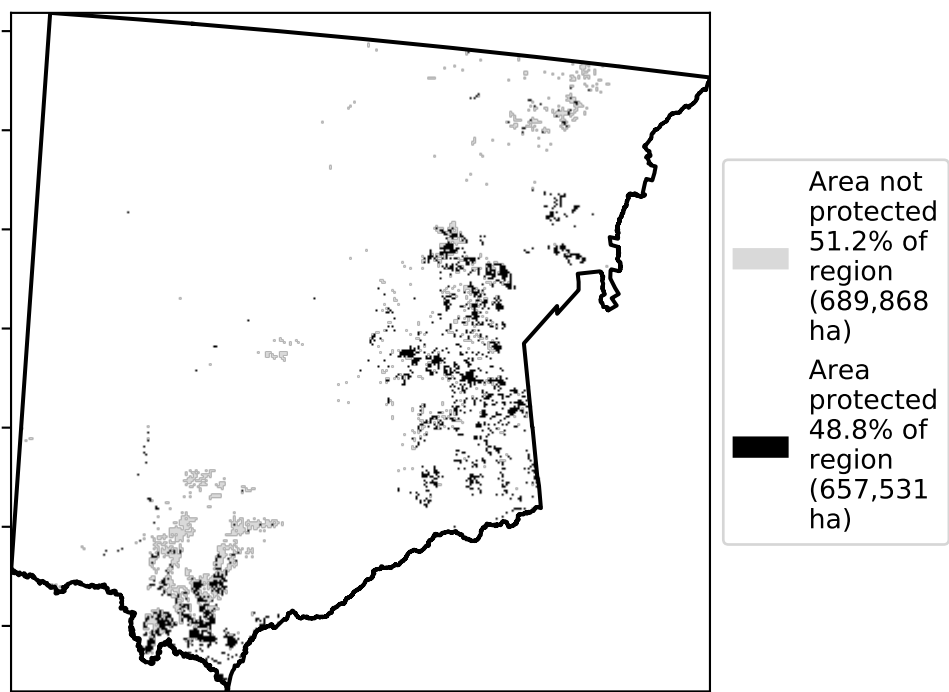 Area not
protected
51.2% of
region
(689,868
ha)
Area
protected
48.8% of
region
(657,531
ha)